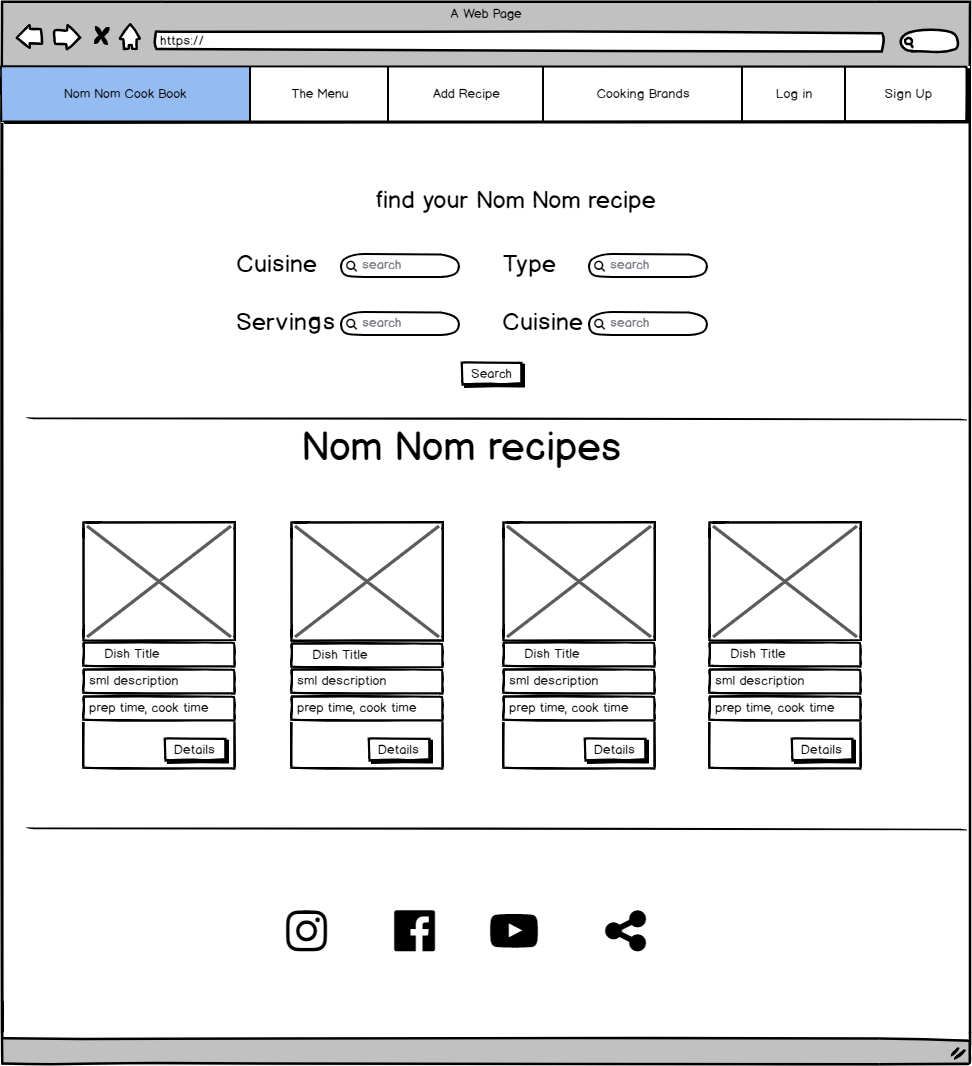 A Web Page
https://
Nom Nom Cook Book The Menu Add Recipe Cooking Brands Log in Sign Up
find your Nom Nom recipe
Cuisine search Type search
Servings search Cuisine search
Search
Nom Nom recipes
Dish Title Dish Title Dish Title Dish Title
sml description sml description sml description sml description
prep time, cook time prep time, cook time prep time, cook time prep time, cook time
Details Details Details Details